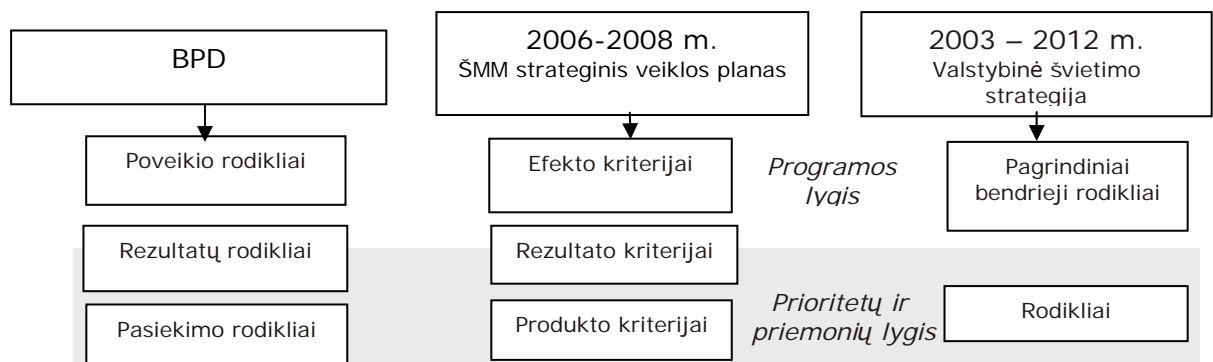 BPD
2006-2008 m.
ŠMM strateginis veiklos planas
2003 – 2012 m.
Valstybinė švietimo
strategija
Poveikio rodikliai
Efekto kriterijai
Programos
lygis
Pagrindiniai
bendrieji rodikliai
Rezultatų rodikliai
Rezultato kriterijai
Pasiekimo rodikliai
Produkto kriterijai
Prioritetų ir
priemonių lygis
Rodikliai